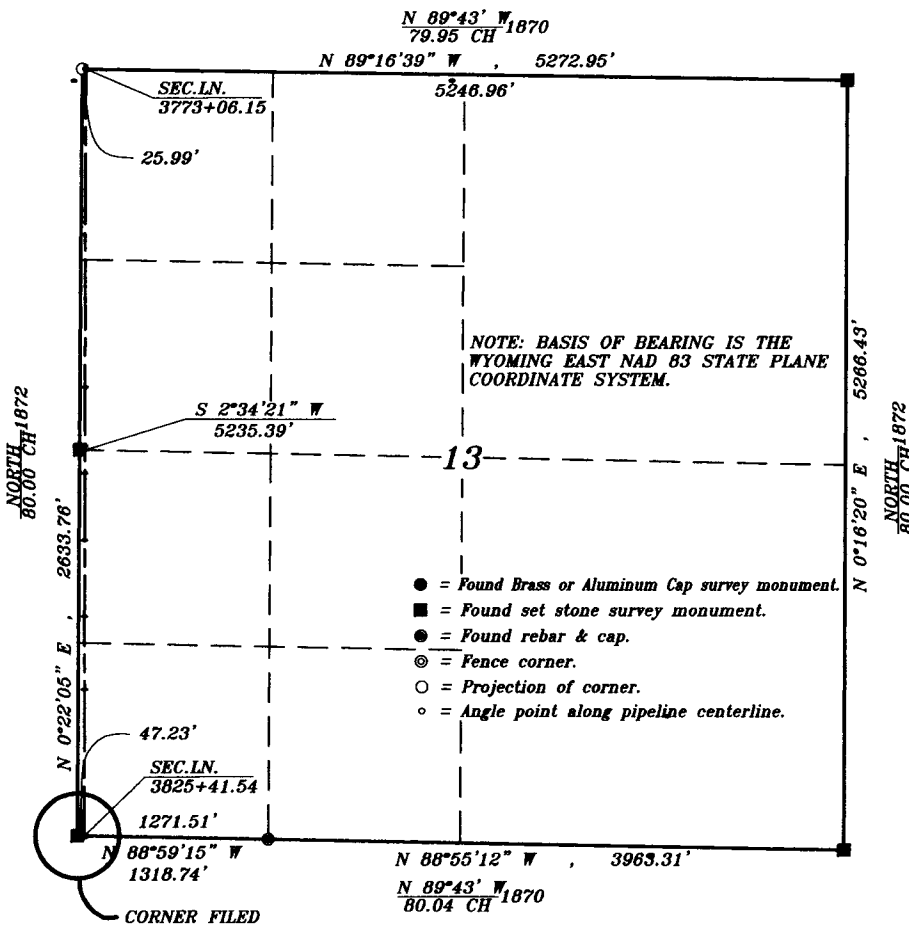 N 89°43' W 1870
79.95 CH
N 89°16'39" W , 5272.95'
5246.96'
SEC.LN.
3773+06.15
25.99'
NOTE: BASIS OF BEARING IS THE
WYOMING EAST NAD 83 STATE PLANE
COORDINATE SYSTEM.
S 2°34'21" W
5235.39'
13
NORTH 1872
80.00 CH
N 0°22'05" E , 2633.76'
N 0°16'20" E , 5266.43'
NORTH 1872
80.00 CH
= Found Brass or Aluminum Cap survey monument.
= Found set stone survey monument.
= Found rebar & cap.
= Fence corner.
= Projection of corner.
= Angle point along pipeline centerline.
47.23'
SEC.LN.
3825+41.54
1271.51'
N 88°59'15" W
1318.74'
N 88°55'12" W , 3963.31'
N 89°43' W 1870
80.04 CH
CORNER FILED